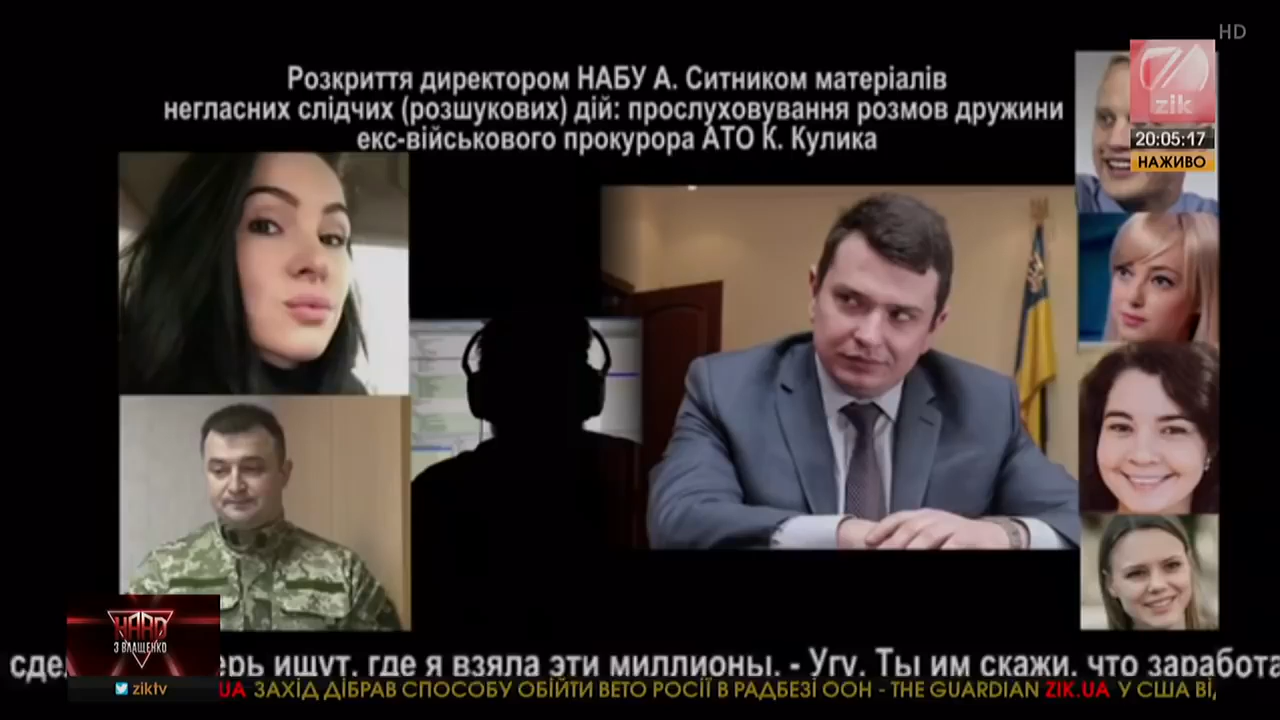 HD
Розкриття директором НАБУ А. Ситником матеріалів
негласних слідчих (розшукових) дій: прослуховування розмов дружини
екс-військового прокурора АТО К. Кулика
zik
20:05:17
НАЖИВО
HARD
З ВЛАЩЕНКО
ищут, где я взяла эти миллионы. - Угу. Ты им скажи, что
ziktv
UA ЗАХІД ДІБРАВ СПОСОБУ ОБІЙТИ ВЕТО РОСІЇ В РАДБЕЗІ ООН - THE GUARDIAN ZIK.UA У США